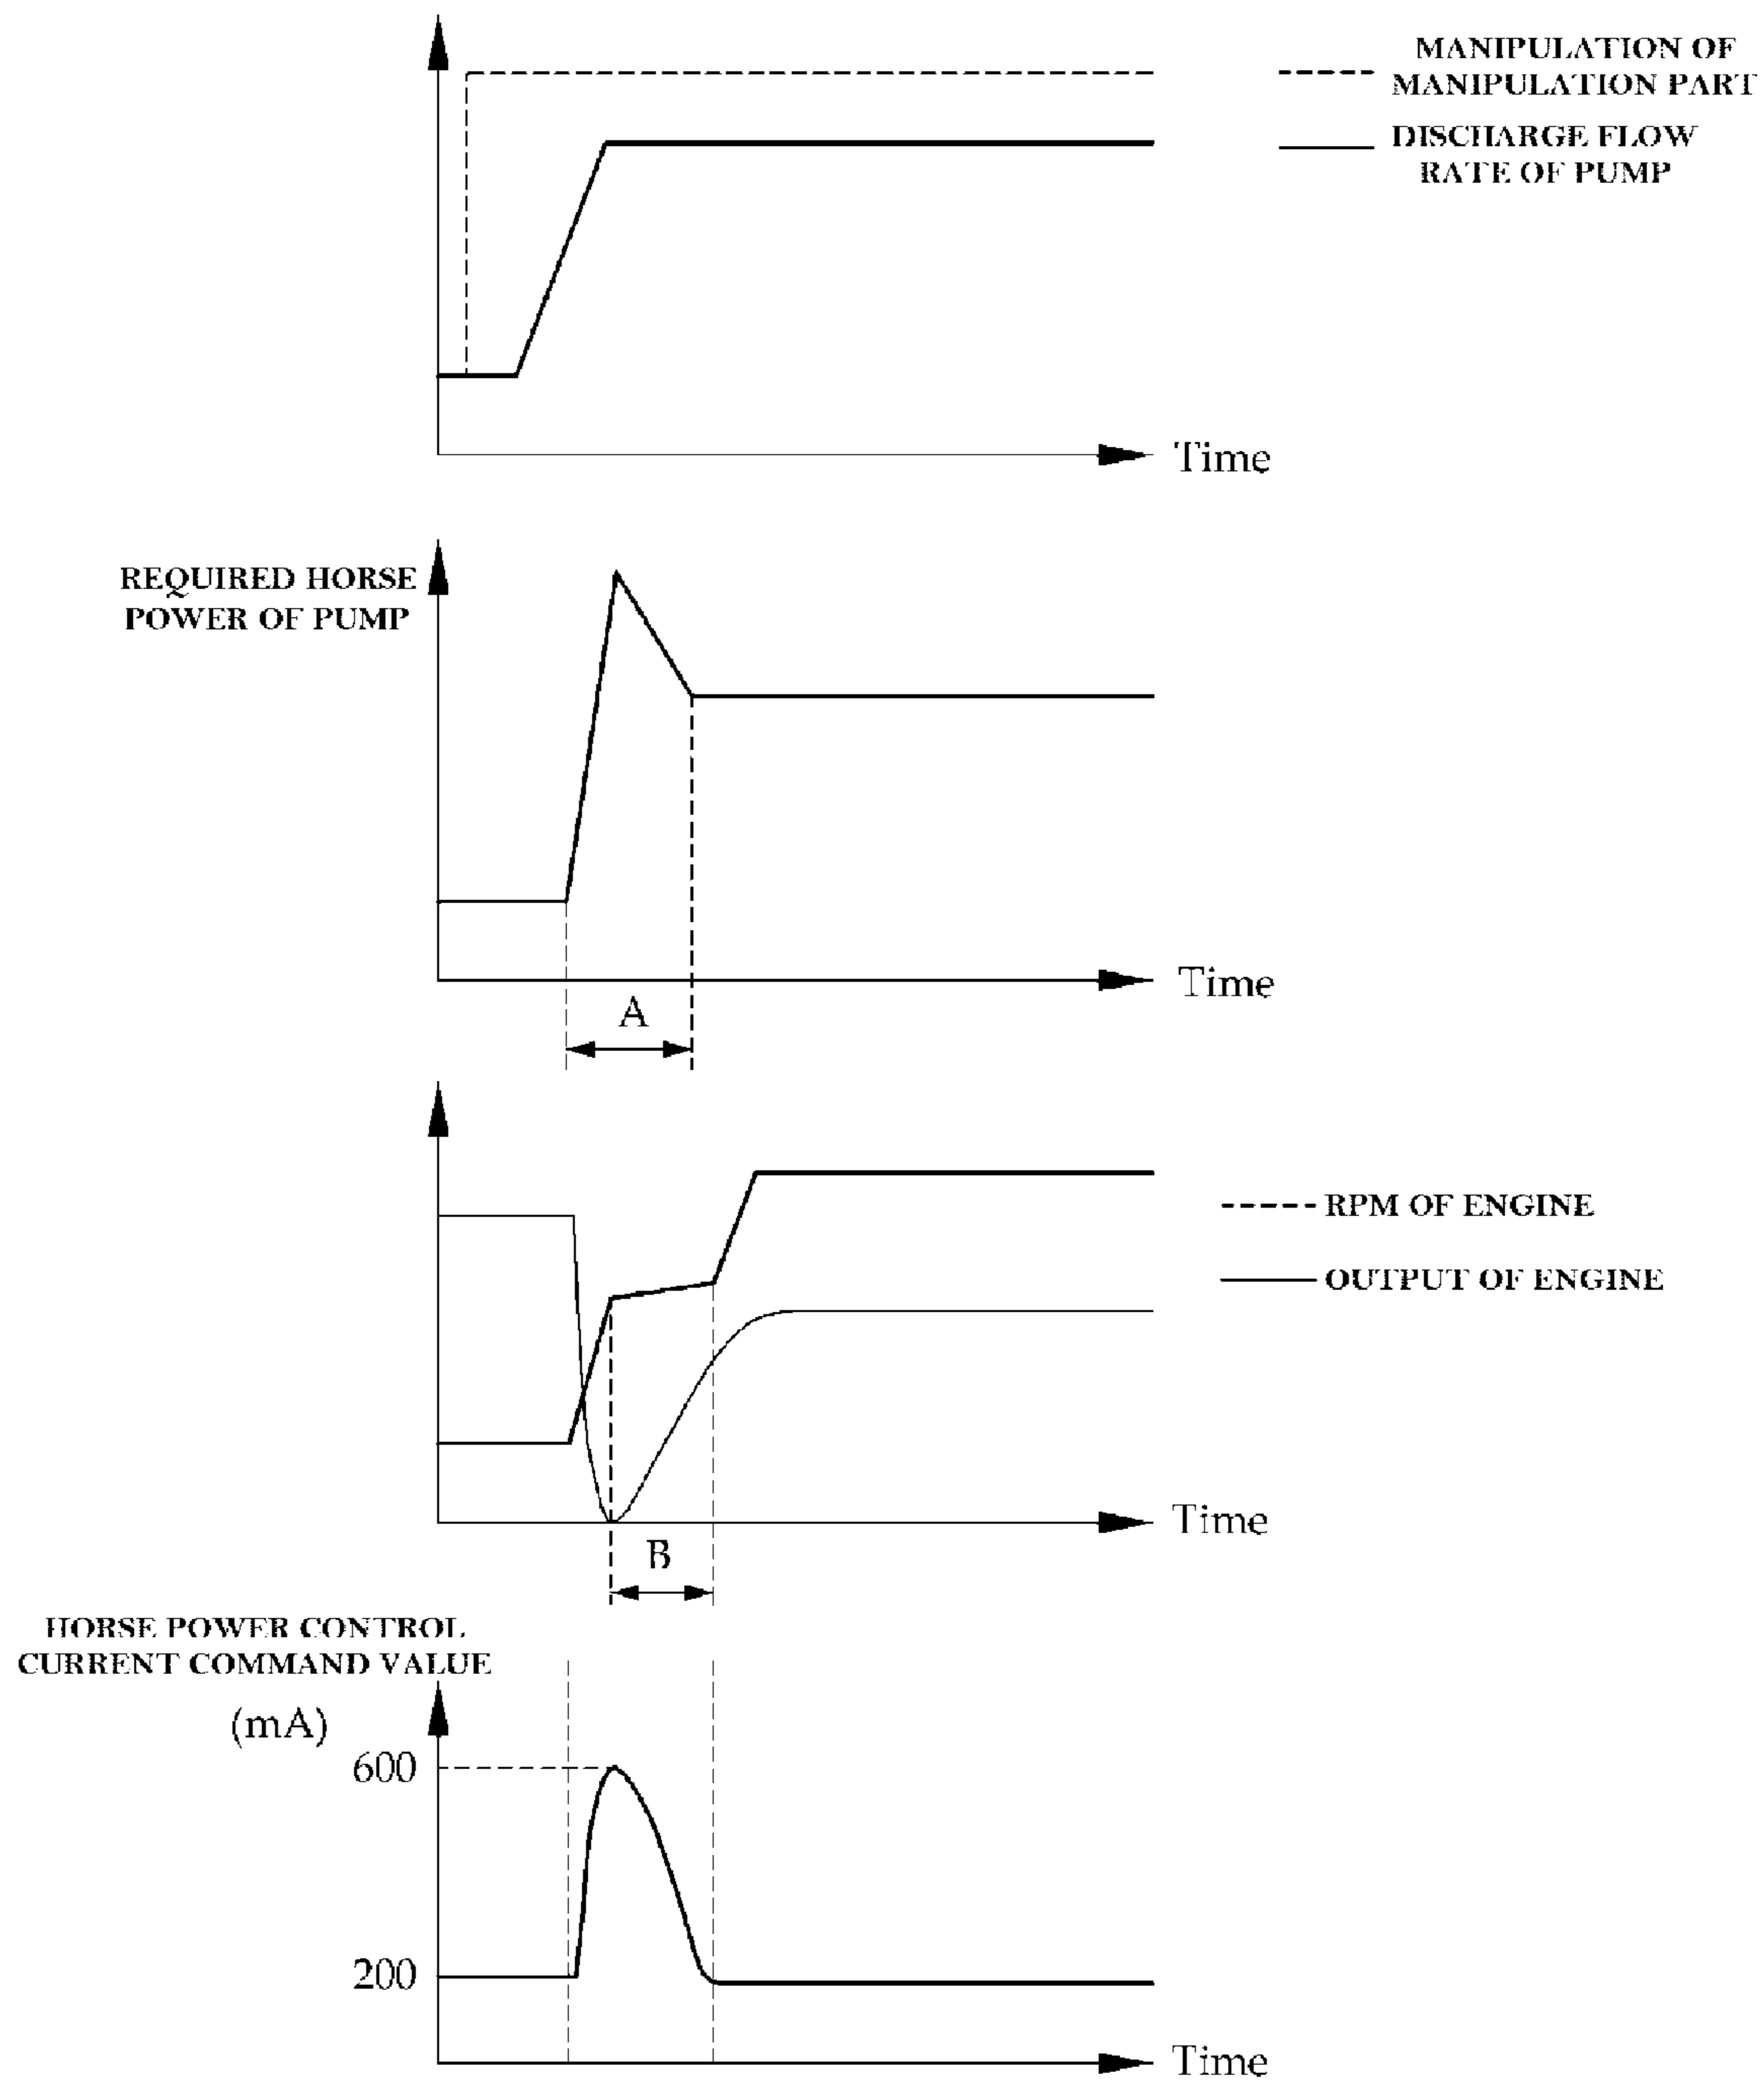 MANIPULATION OF
MANIPULATION PART
DISCHARGE FLOW
RATE OF PUMP
Time
REQUIRED HORSE
POWER OF PUMP
Time
A
RPM OF ENGINE
OUTPUT OF ENGINE
Time
B
HORSE POWER CONTROL
CURRENT COMMAND VALUE
(mA)
600
200
Time